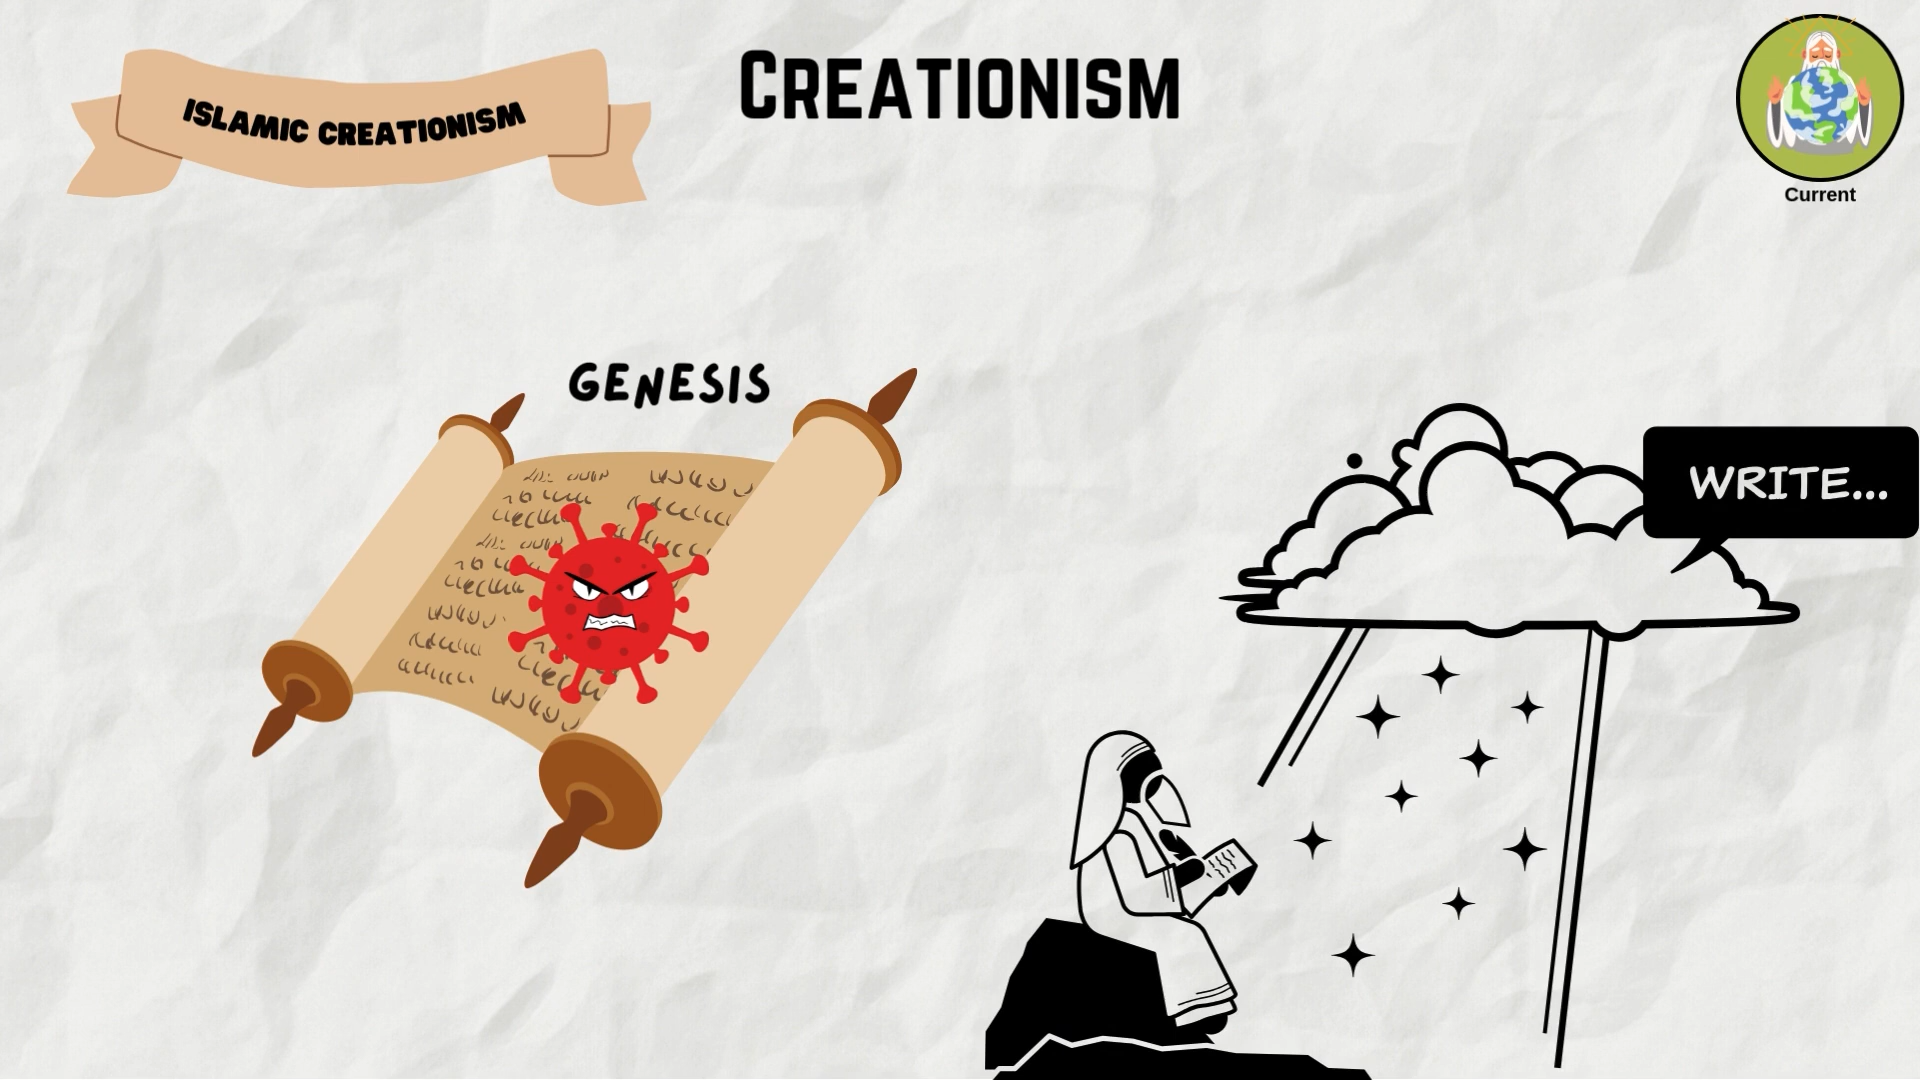 ISLAMIC CREATIONISM
CREATIONISM
Current
GENESIS
WRITE...